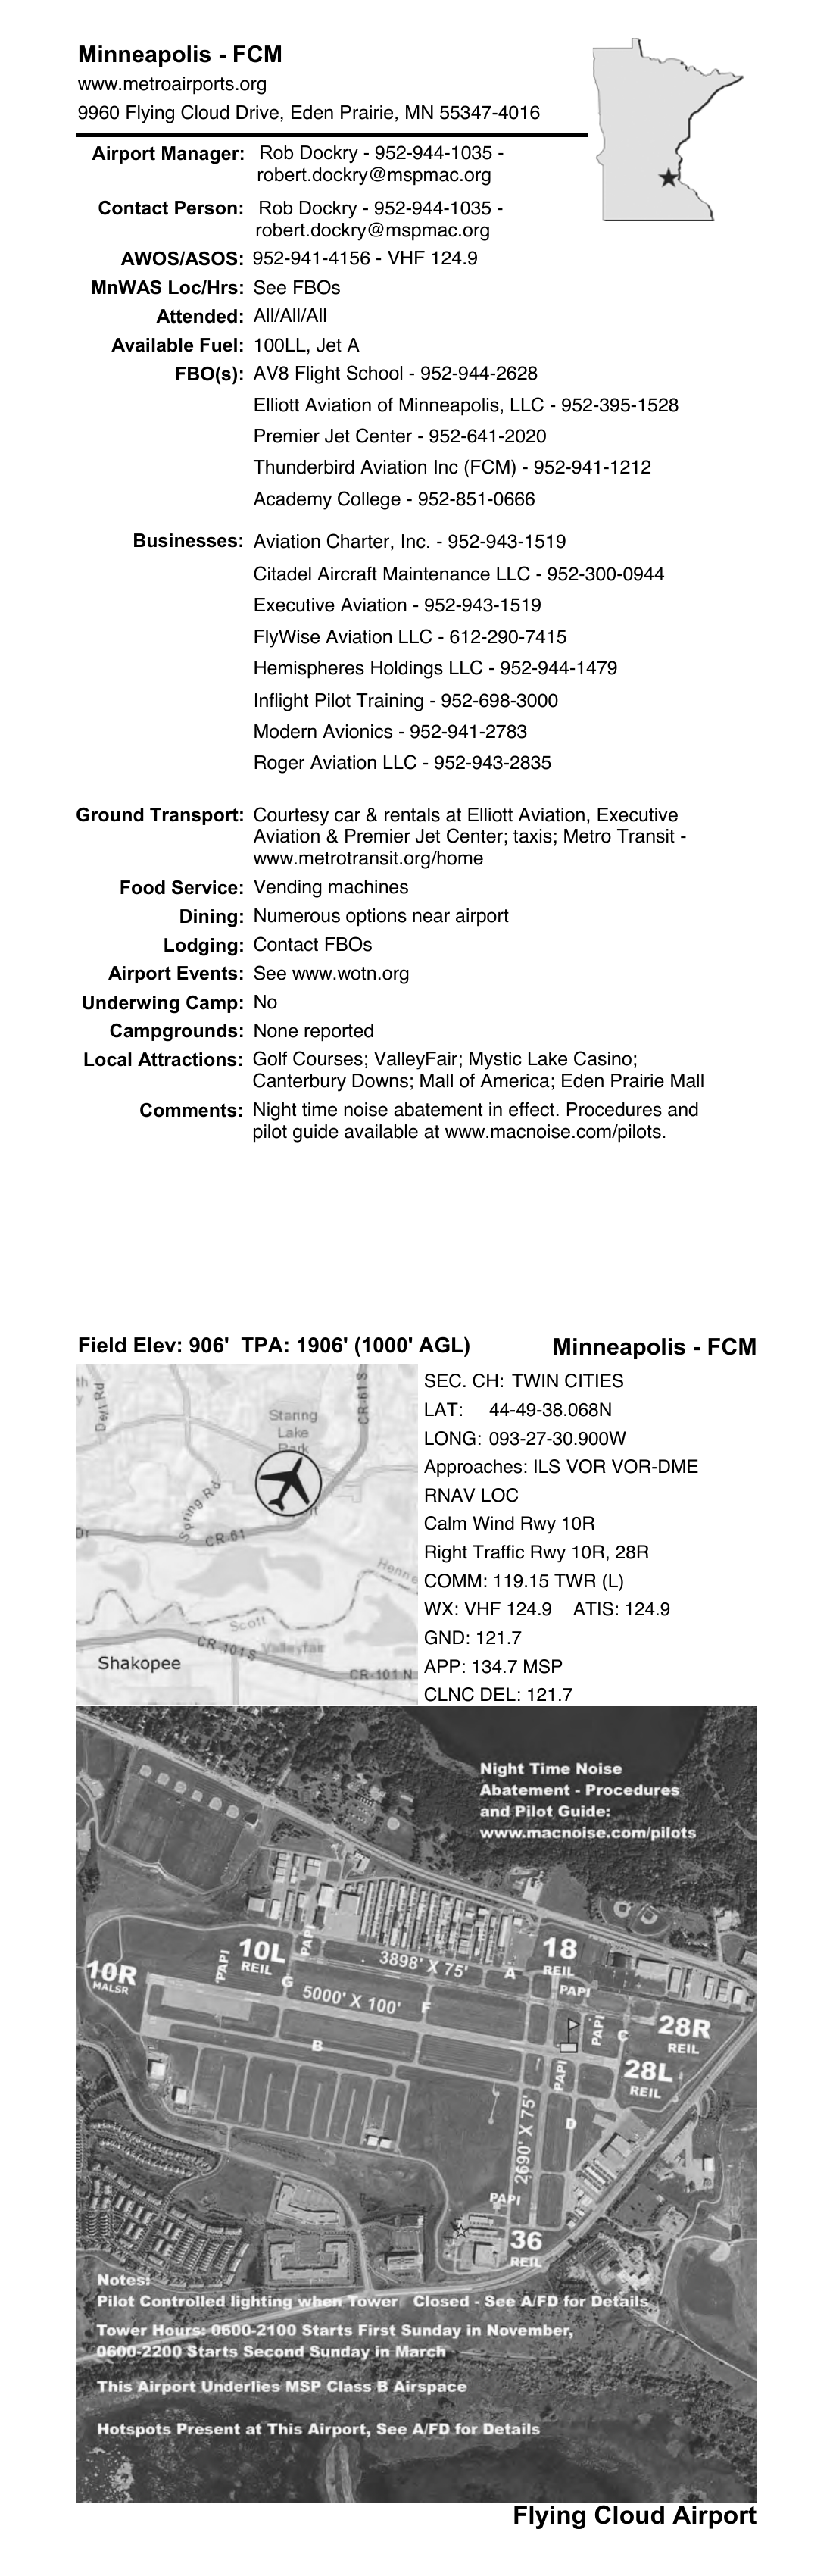 Minneapolis - FCM
www.metroairports.org
9960 Flying Cloud Drive, Eden Prairie, MN 55347-4016
Airport Manager: Rob Dockry - 952-944-1035 -
robert.dockry@mspmac.org
Contact Person: Rob Dockry - 952-944-1035 -
robert.dockry@mspmac.org
AWOS/ASOS: 952-941-4156 - VHF 124.9
MnWAS Loc/Hrs: See FBOs
Attended: All/All/All
Available Fuel: 100LL, Jet A
FBO(s): AV8 Flight School - 952-944-2628
Elliott Aviation of Minneapolis, LLC - 952-395-1528
Premier Jet Center - 952-641-2020
Thunderbird Aviation Inc (FCM) - 952-941-1212
Academy College - 952-851-0666
Businesses: Aviation Charter, Inc. - 952-943-1519
Citadel Aircraft Maintenance LLC - 952-300-0944
Executive Aviation - 952-943-1519
FlyWise Aviation LLC - 612-290-7415
Hemispheres Holdings LLC - 952-944-1479
Inflight Pilot Training - 952-698-3000
Modern Avionics - 952-941-2783
Roger Aviation LLC - 952-943-2835
Ground Transport: Courtesy car & rentals at Elliott Aviation, Executive
Aviation & Premier Jet Center; taxis; Metro Transit -
www.metrotransit.org/home
Food Service: Vending machines
Dining: Numerous options near airport
Lodging: Contact FBOs
Airport Events: See www.wotn.org
Underwing Camp: No
Campgrounds: None reported
Local Attractions: Golf Courses; ValleyFair; Mystic Lake Casino;
Canterbury Downs; Mall of America; Eden Prairie Mall
Comments: Night time noise abatement in effect. Procedures and
pilot guide available at www.macnoise.com/pilots.
Field Elev: 906' TPA: 1906' (1000' AGL)
Minneapolis - FCM
CR-61 S
Staring
Lake
Park
Spring Rd
CR-61
Scott
CR-101 S
Valleyfair
Shakopee
CR-101 N
SEC. CH: TWIN CITIES
LAT: 44-49-38.068N
LONG: 093-27-30.900W
Approaches: ILS VOR VOR-DME
RNAV LOC
Calm Wind Rwy 10R
Right Traffic Rwy 10R, 28R
COMM: 119.15 TWR (L)
WX: VHF 124.9 ATIS: 124.9
GND: 121.7
APP: 134.7 MSP
CLNC DEL: 121.7
Night Time Noise
Abatement - Procedures
and Pilot Guide:
www.macnoise.com/pilots
10R
MALSR
PAPI
10L
REIL
PAPI
3898' X 75'
A
18
REIL
PAPI
G
5000' X 100'
F
B
PAPI
C
28R
REIL
28L
REIL
PAPI
2690' X 75'
D
PAPI
36
REIL
Notes:
Pilot Controlled lighting when Tower Closed - See A/FD for Details
Tower Hours: 0600-2100 Starts First Sunday in November,
0600-2200 Starts Second Sunday in March
This Airport Underlies MSP Class B Airspace
Hotspots Present at This Airport, See A/FD for Details
Flying Cloud Airport